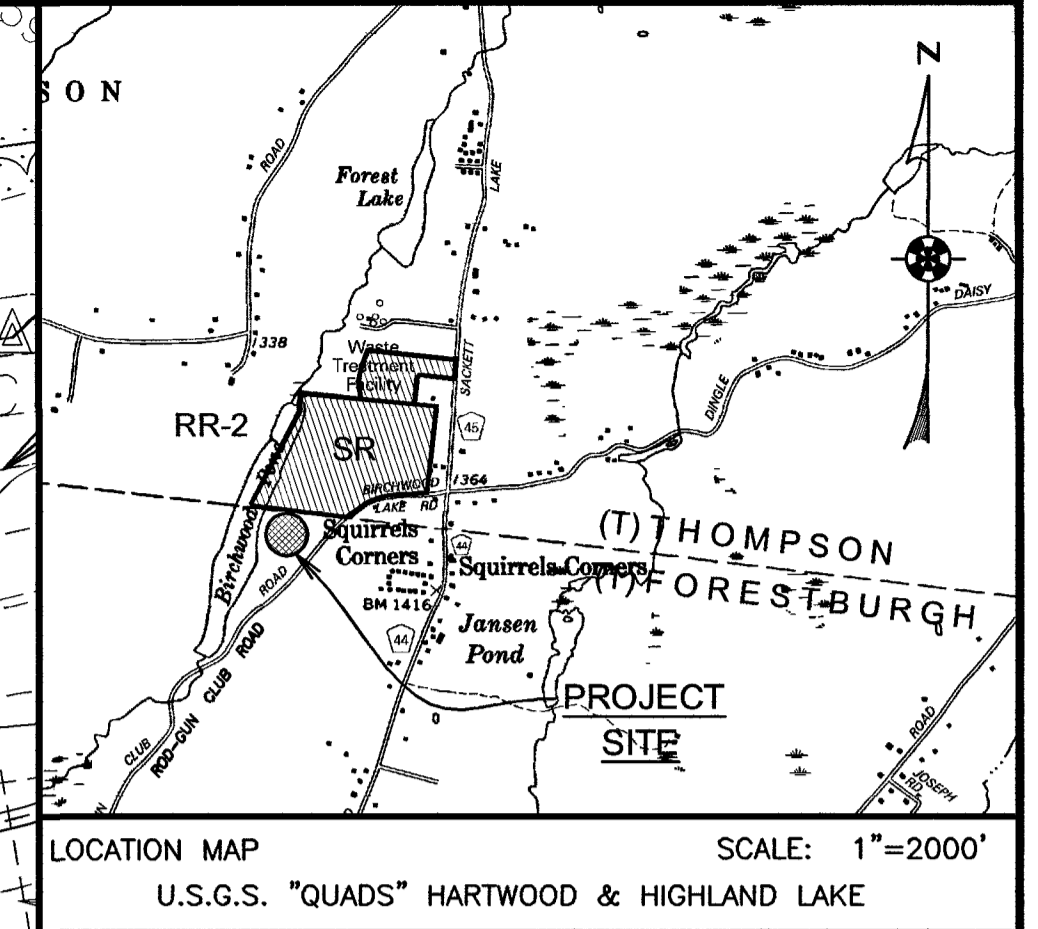 SON
N
ROAD
Forest
Lake
LAKE
DAISY
1338
Waste
Treatment
Facility
SACKETT
DINGLE
RR-2
SR
45
Birchwood Pond
BIRCHWOOD
LAKE RD
1364
(T) THOMPSON
Squirrels
Corners
44
Squirrels Corners
(T) FORESTBURGH
ROAD
BM 1416
Jansen
Pond
44
ROD-GUN CLUB ROAD
CLUB
PROJECT
SITE
ROAD
JOSEPH
RD
LOCATION MAP
SCALE: 1"=2000'
U.S.G.S. "QUADS" HARTWOOD & HIGHLAND LAKE